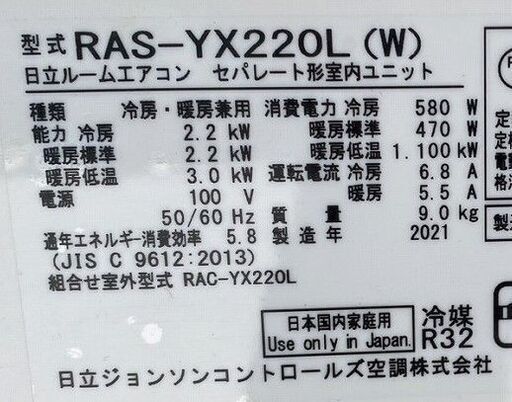 型式 RAS-YX220L(W)
日立ルームエアコン セパレート形室内ユニット
種類 冷房・暖房兼用 消費電力 冷房 580 W
能力 冷房 2.2 kW 暖房標準 470 W
暖房標準 2.2 kW 暖房低温 1.100 kW
暖房低温 3.0 kW 運転電流 冷房 6.8 A
電源 100 V 暖房 5.5 A
50/60 Hz 質量 9.0 kg
通年エネルギー消費効率 5.8 製造年 2021
(JIS C 9612:2013)
組合せ室外型式 RAC-YX220L
日本国内家庭用
Use only in Japan.
冷媒
R32
日立ジョンソンコントロールズ空調株式会社